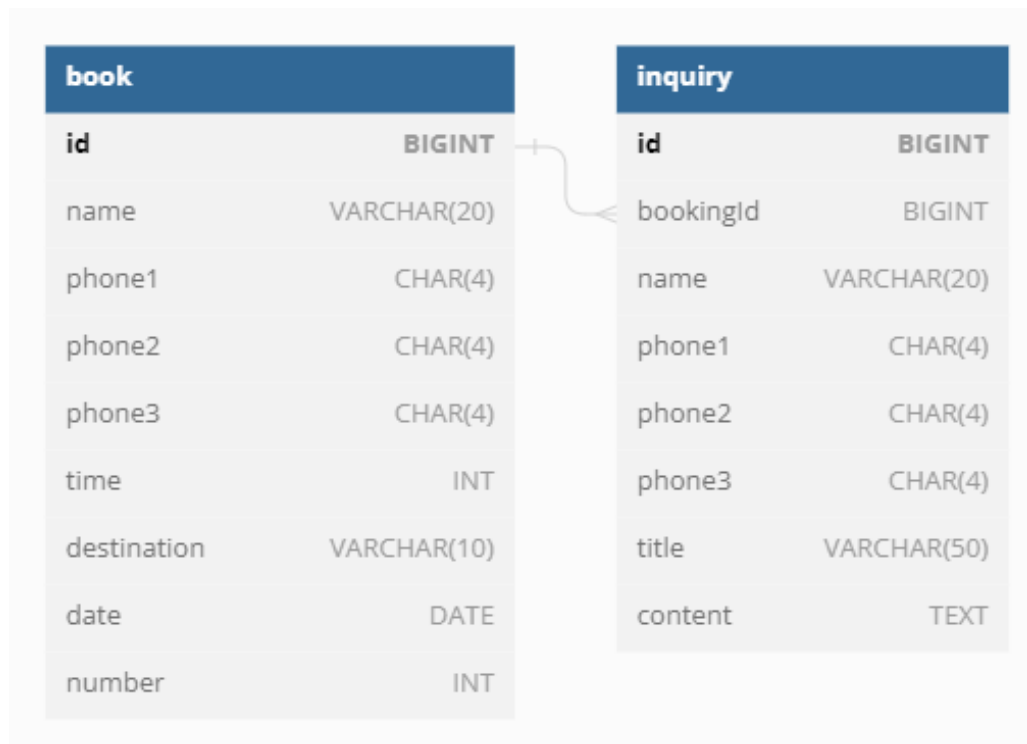 book
id BIGINT
name VARCHAR(20)
phone1 CHAR(4)
phone2 CHAR(4)
phone3 CHAR(4)
time INT
destination VARCHAR(10)
date DATE
number INT
inquiry
id BIGINT
bookingId BIGINT
name VARCHAR(20)
phone1 CHAR(4)
phone2 CHAR(4)
phone3 CHAR(4)
title VARCHAR(50)
content TEXT